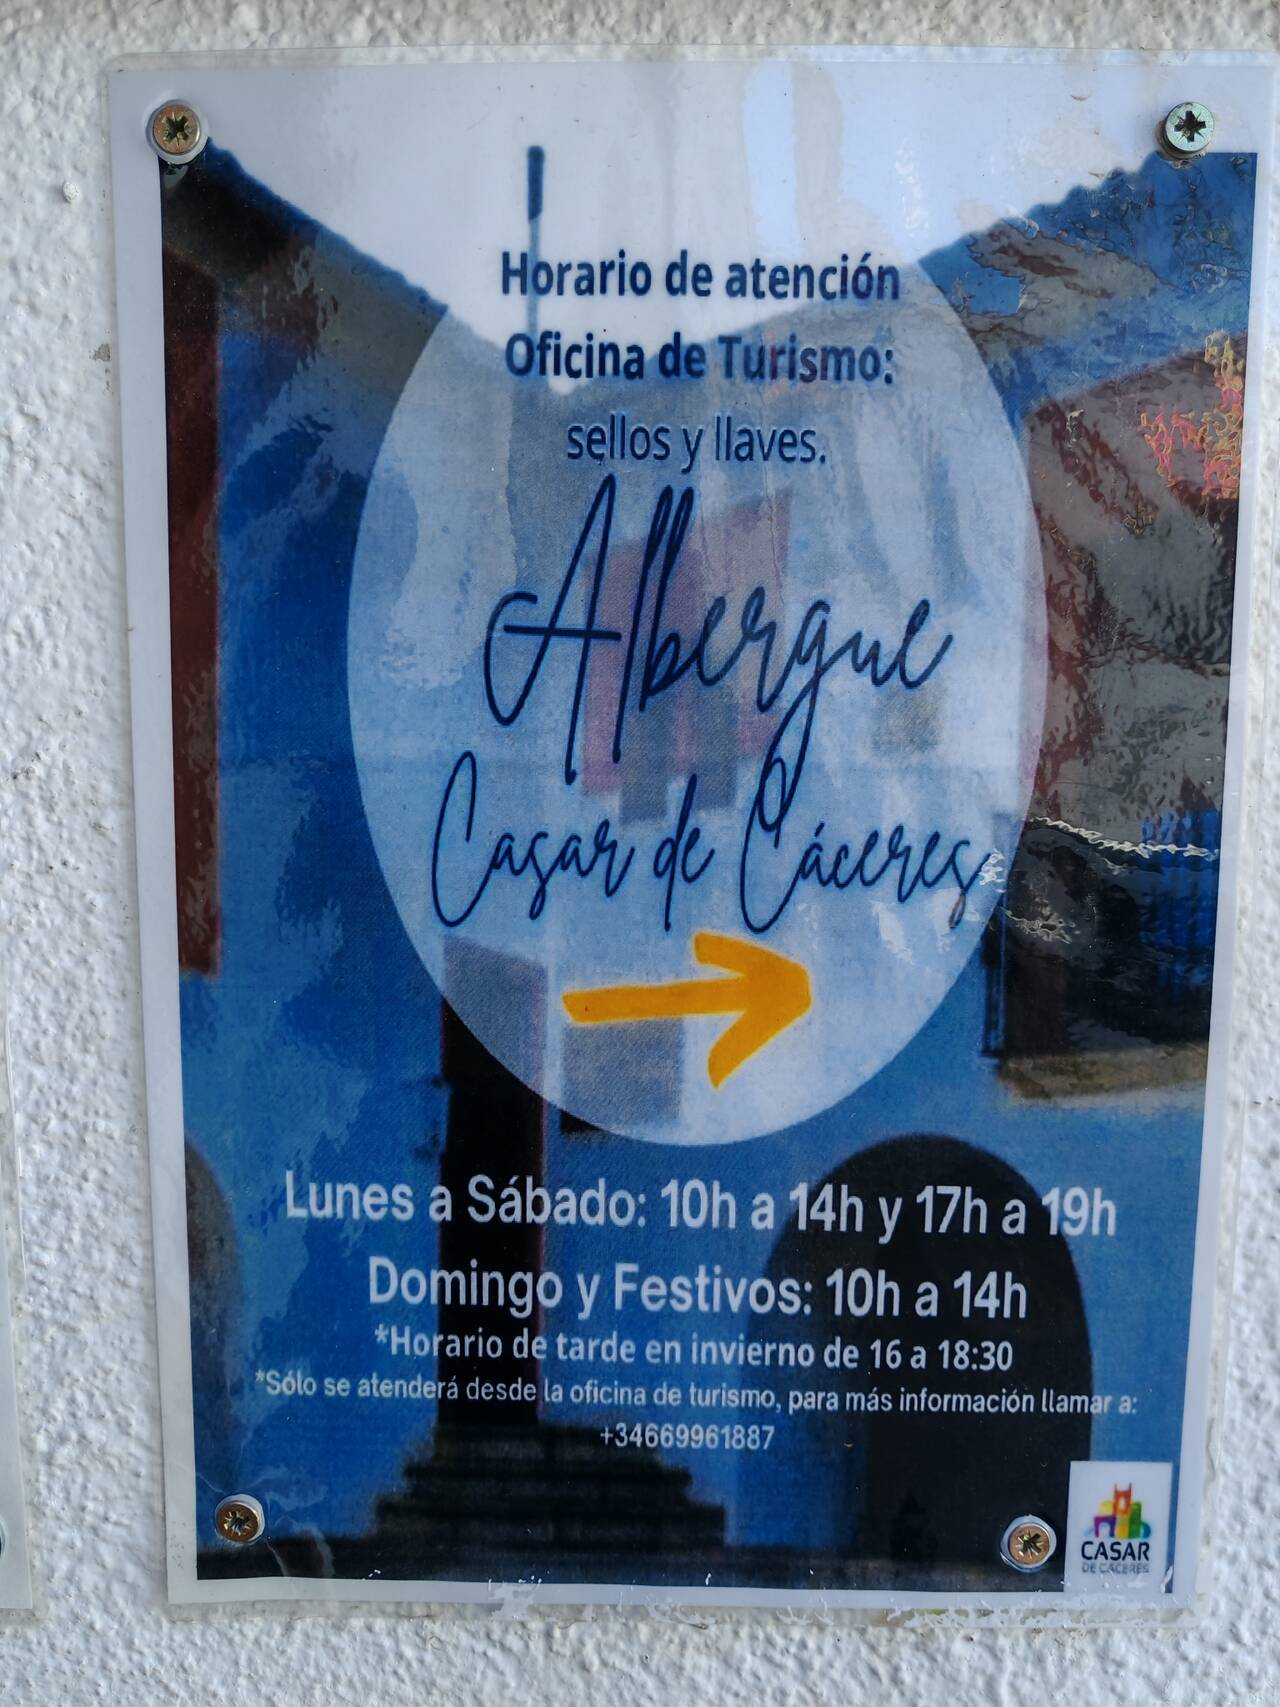 Horario de atención
Oficina de Turismo:
sellos y llaves.
Albergue
Casar de Cáceres
Lunes a Sábado: 10h a 14h y 17h a 19h
Domingo y Festivos: 10h a 14h
*Horario de tarde en invierno de 16 a 18:30
*Sólo se atenderá desde la oficina de turismo, para más información llamar a:
+34669961887
CASAR
DE CÁCERES